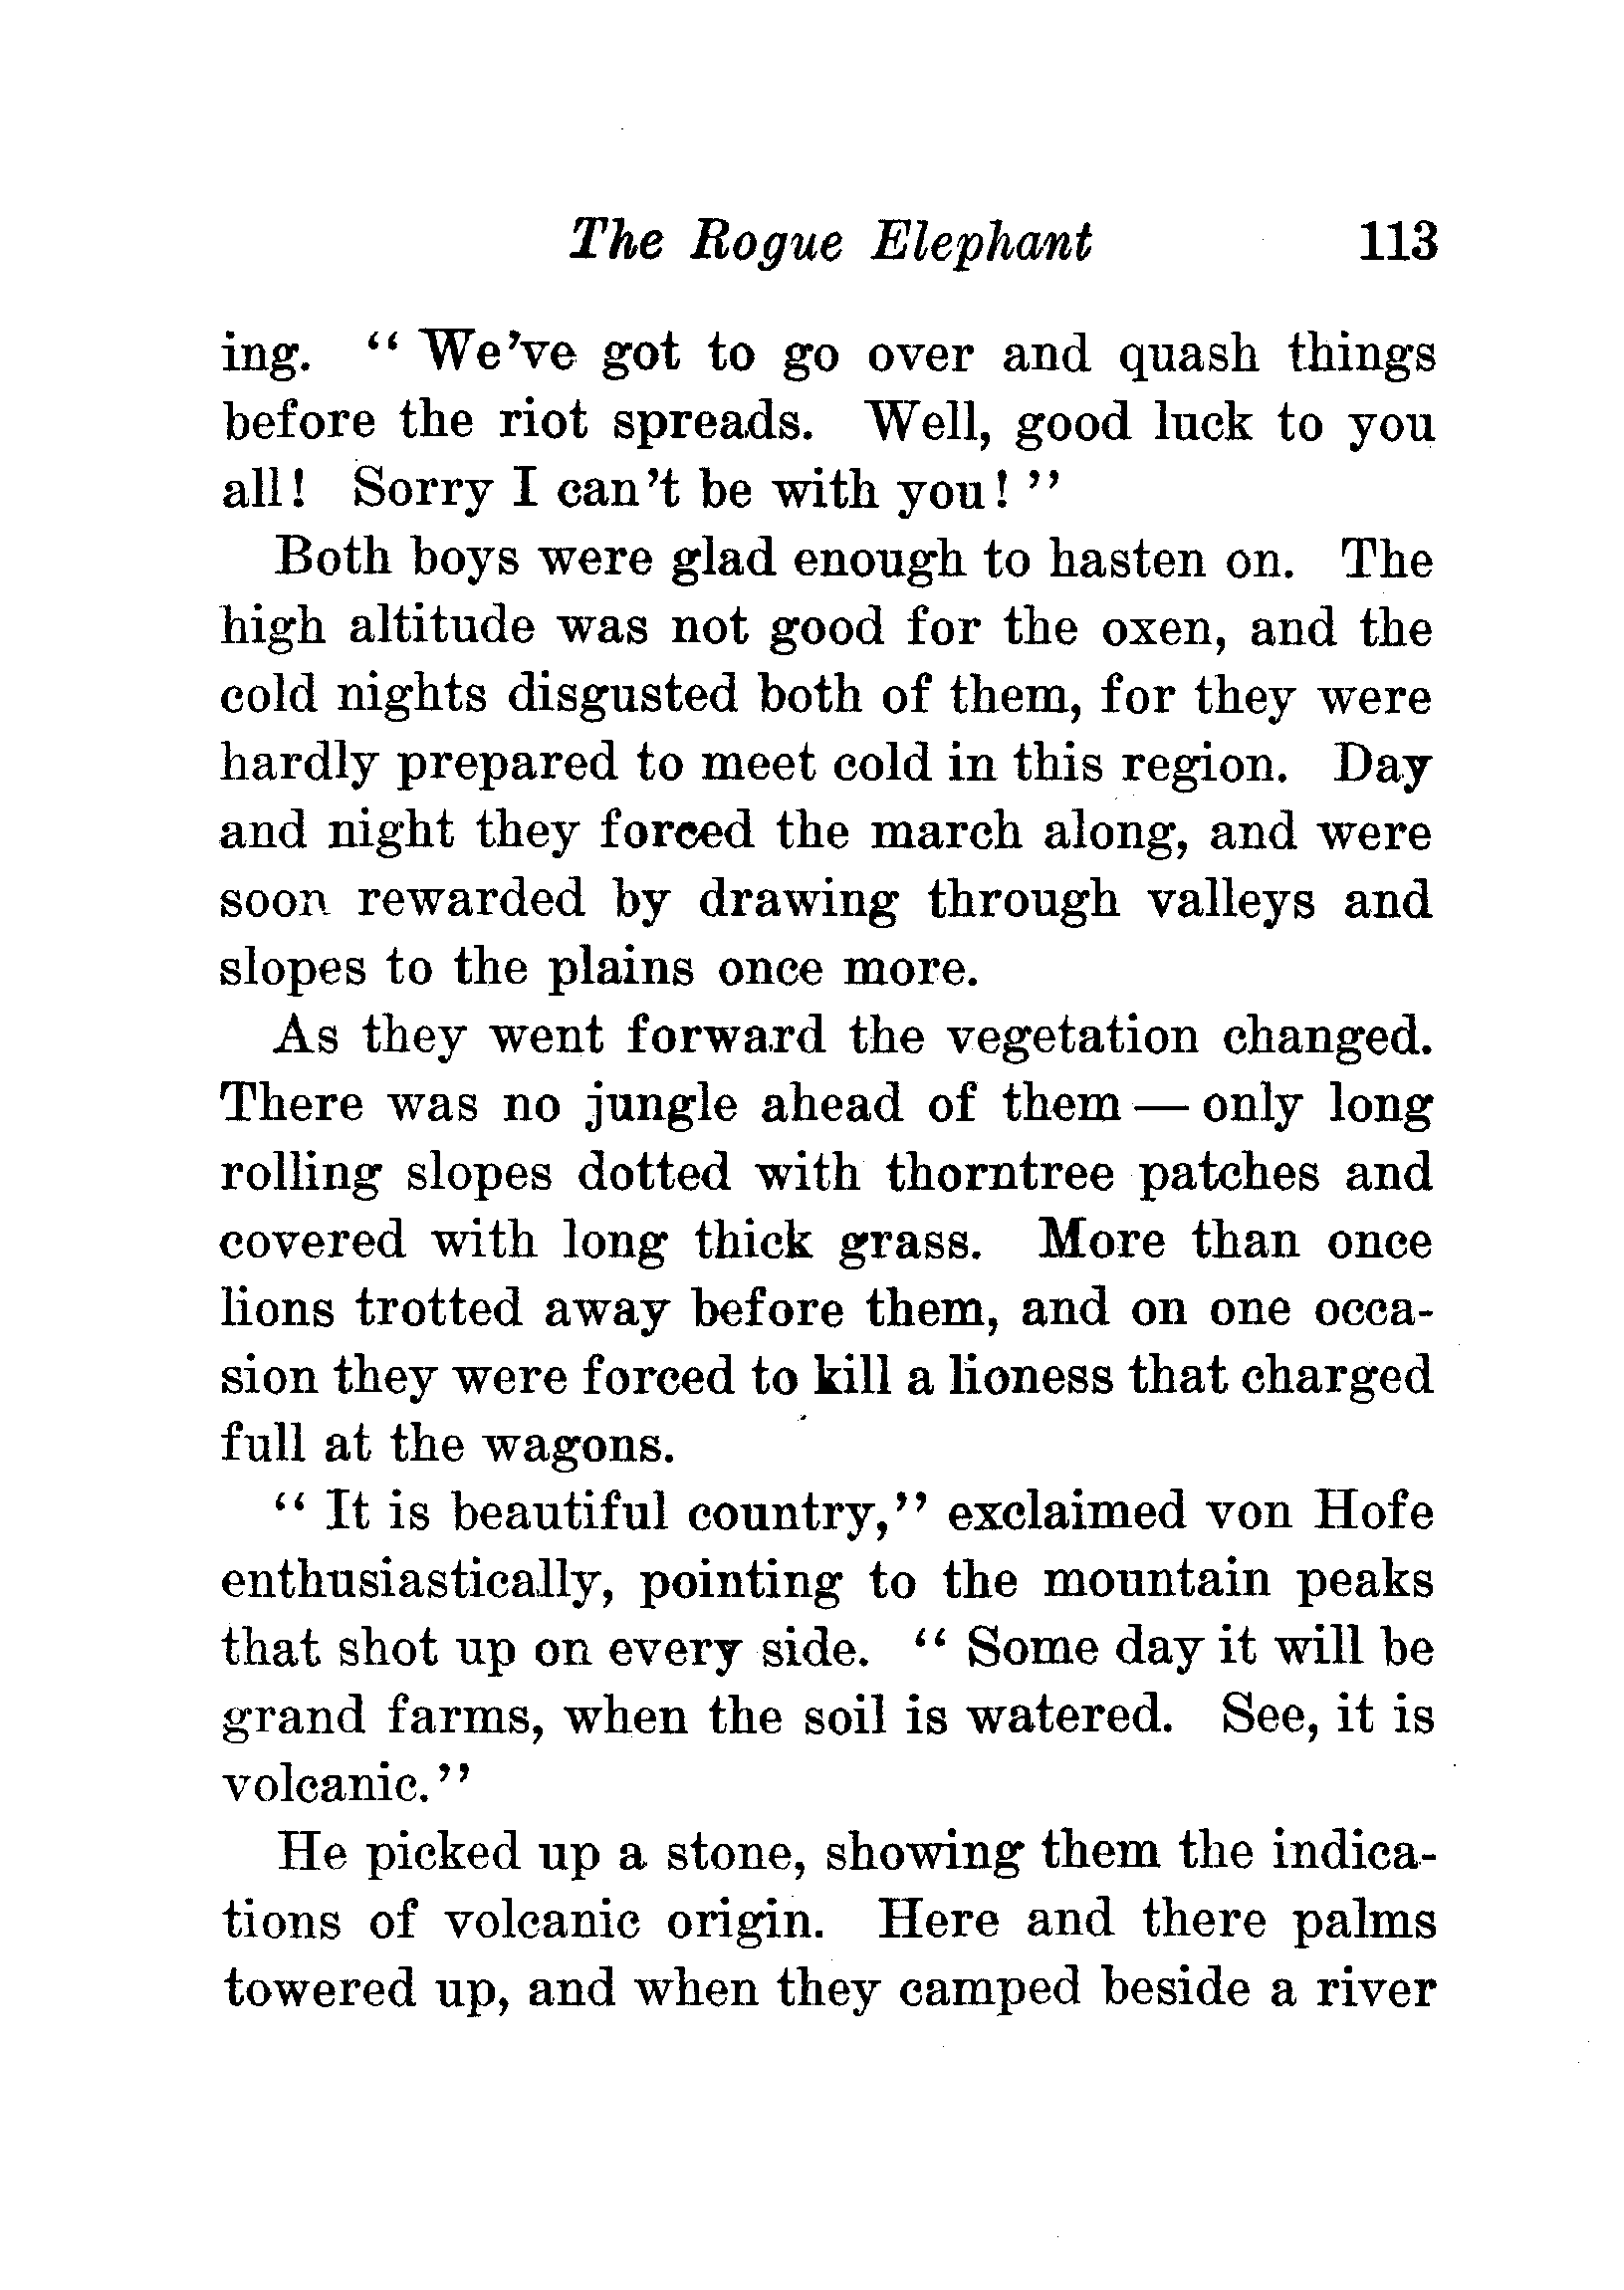 The Rogue Elephant 113
ing. “ We’ve got to go over and quash things
before the riot spreads. Well, good luck to you
all! Sorry I can’t be with you! ”
Both boys were glad enough to hasten on. The
high altitude was not good for the oxen, and the
cold nights disgusted both of them, for they were
hardly prepared to meet cold in this region. Day
and night they forced the march along, and were
soon rewarded by drawing through valleys and
slopes to the plains once more.
As they went forward the vegetation changed.
There was no jungle ahead of them — only long
rolling slopes dotted with thorntree patches and
covered with long thick grass. More than once
lions trotted away before them, and on one occa-
sion they were forced to kill a lioness that charged
full at the wagons.
“ It is beautiful country,” exclaimed von Hofe
enthusiastically, pointing to the mountain peaks
that shot up on every side. “ Some day it will be
grand farms, when the soil is watered. See, it is
volcanic.”
He picked up a stone, showing them the indica-
tions of volcanic origin. Here and there palms
towered up, and when they camped beside a river